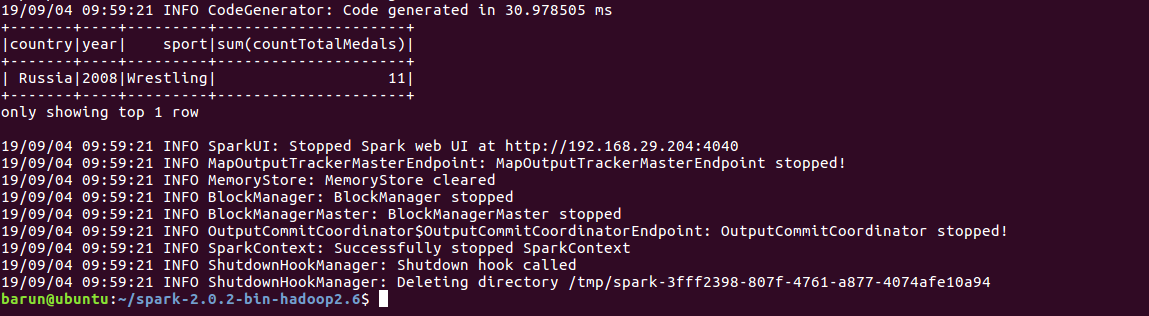 19/09/04 09:59:21 INFO CodeGenerator: Code generated in 30.978505 ms
+-------+----+---------+--------------------+
|country|year|    sport|sum(countTotalMedals)|
+-------+----+---------+--------------------+
| Russia|2008|Wrestling|                   11|
+-------+----+---------+--------------------+
only showing top 1 row

19/09/04 09:59:21 INFO SparkUI: Stopped Spark web UI at http://192.168.29.204:4040
19/09/04 09:59:21 INFO MapOutputTrackerMasterEndpoint: MapOutputTrackerMasterEndpoint stopped!
19/09/04 09:59:21 INFO MemoryStore: MemoryStore cleared
19/09/04 09:59:21 INFO BlockManager: BlockManager stopped
19/09/04 09:59:21 INFO BlockManagerMaster: BlockManagerMaster stopped
19/09/04 09:59:21 INFO OutputCommitCoordinator$OutputCommitCoordinatorEndpoint: OutputCommitCoordinator stopped!
19/09/04 09:59:21 INFO SparkContext: Successfully stopped SparkContext
19/09/04 09:59:21 INFO ShutdownHookManager: Shutdown hook called
19/09/04 09:59:21 INFO ShutdownHookManager: Deleting directory /tmp/spark-3fff2398-807f-4761-a877-4074afe10a94
barun@ubuntu:~/spark-2.0.2-bin-hadoop2.6$